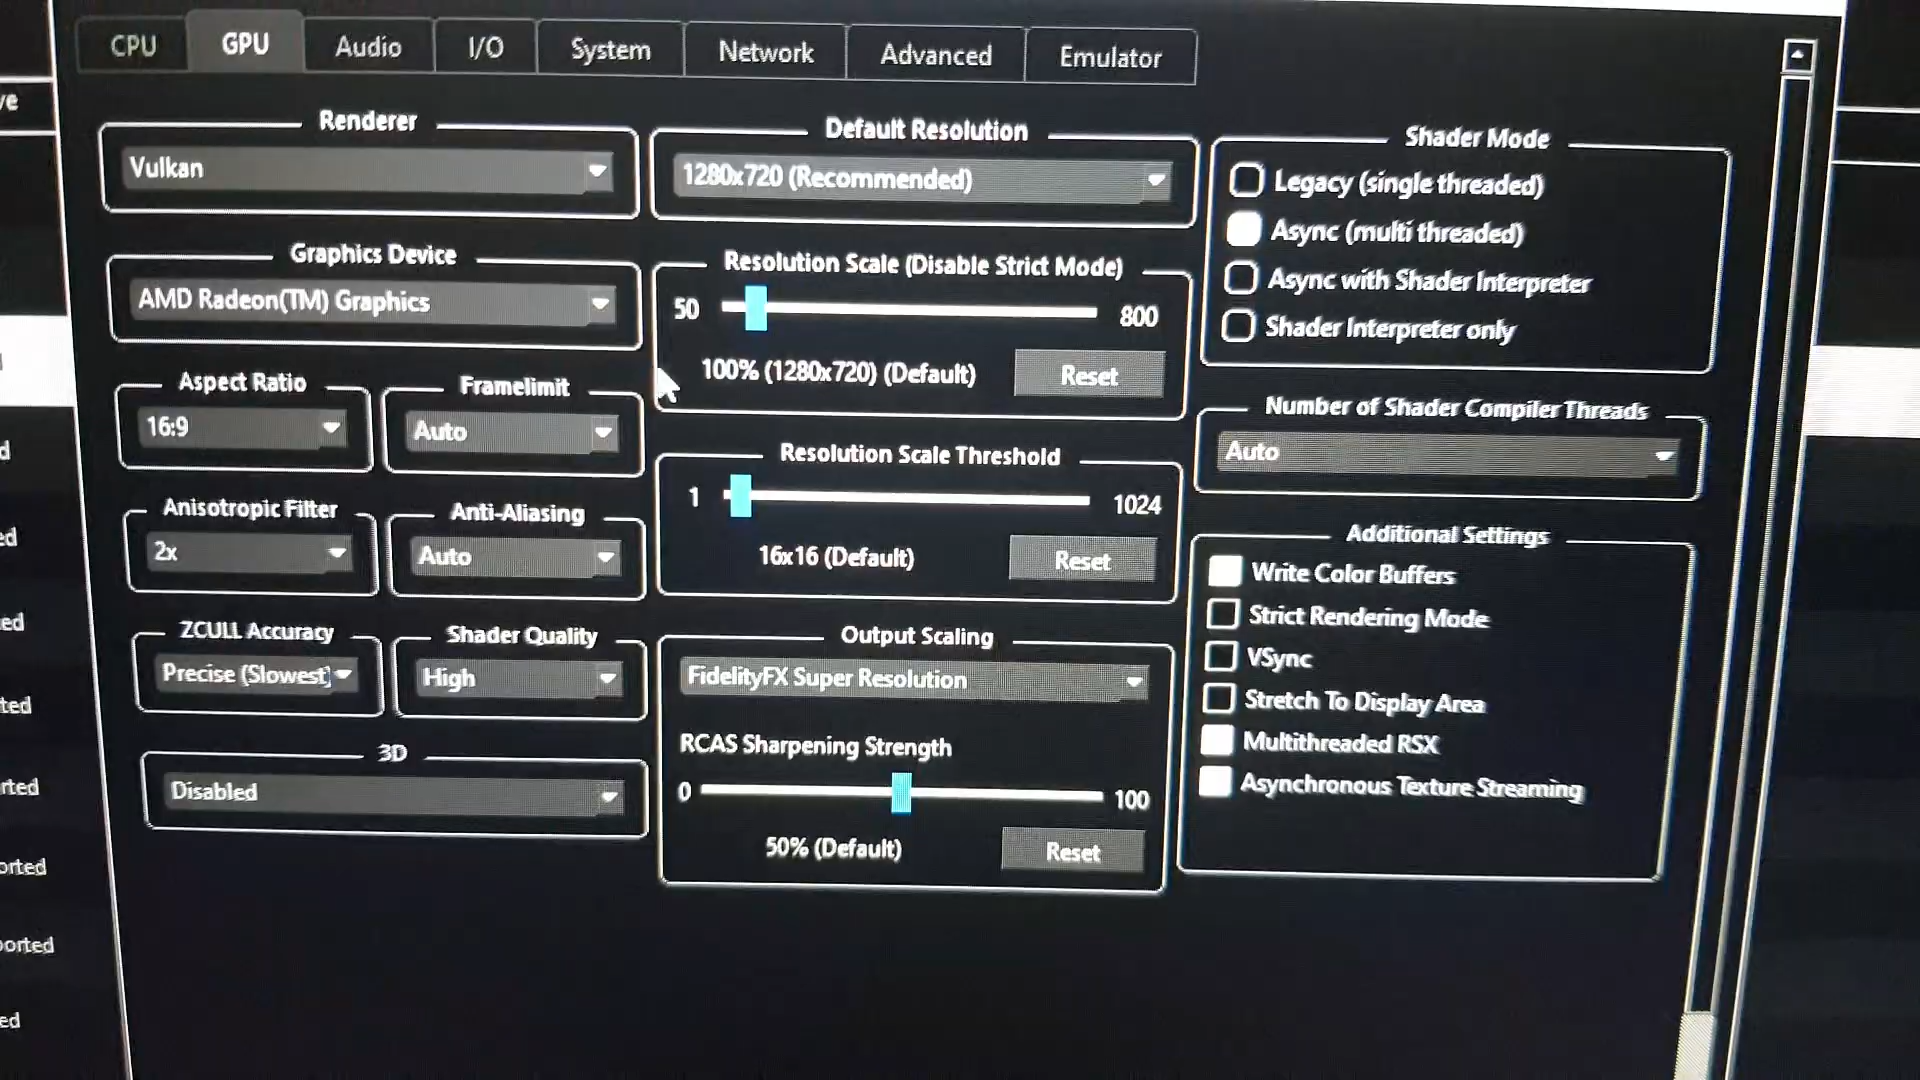 CPU
GPU
Audio
I/O
System
Network
Advanced
Emulator
Renderer
Vulkan
Graphics Device
AMD Radeon(TM) Graphics
Aspect Ratio
16:9
Framelimit
Auto
Anisotropic Filter
2x
Anti-Aliasing
Auto
ZCULL Accuracy
Precise (Slowest)
Shader Quality
High
3D
Disabled
Default Resolution
1280x720 (Recommended)
Resolution Scale (Disable Strict Mode)
50
800
100% (1280x720) (Default)
Reset
Resolution Scale Threshold
1
1024
16x16 (Default)
Reset
Output Scaling
FidelityFX Super Resolution
RCAS Sharpening Strength
0
100
50% (Default)
Reset
Shader Mode
Legacy (single threaded)
Async (multi threaded)
Async with Shader Interpreter
Shader Interpreter only
Number of Shader Compiler Threads
Auto
Additional Settings
Write Color Buffers
Strict Rendering Mode
VSync
Stretch To Display Area
Multithreaded RSX
Asynchronous Texture Streaming